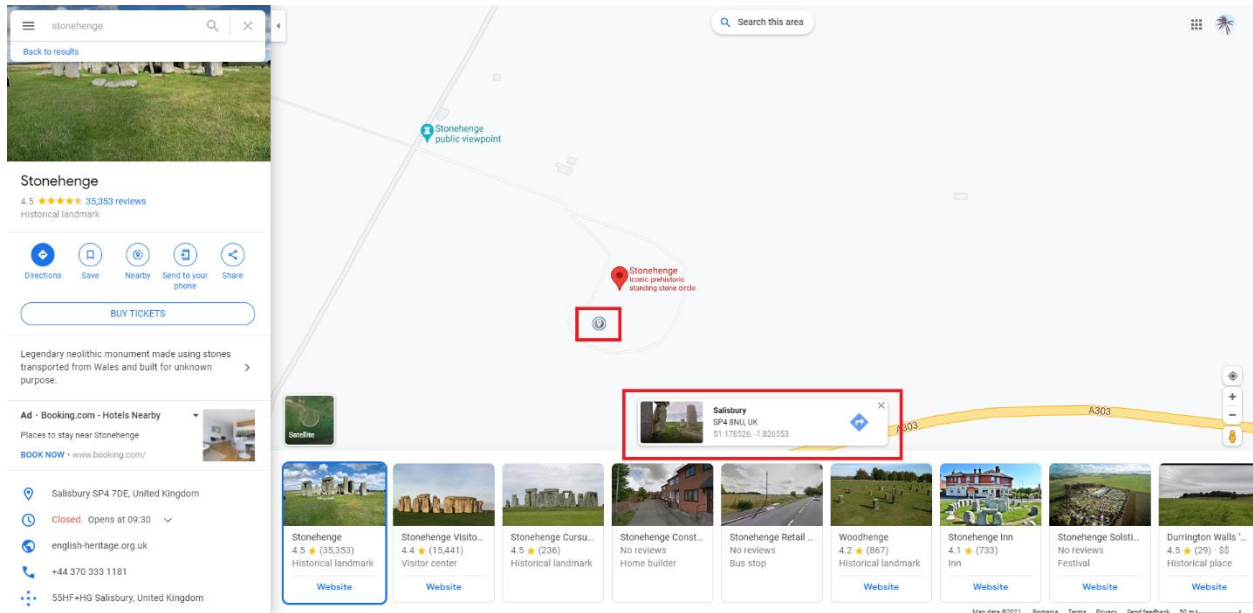 stonehenge
Back to results
Stonehenge
4.5 ★★★★★ 35,353 reviews
Historical landmark
Directions
Save
Nearby
Send to your
phone
Share
BUY TICKETS
Legendary neolithic monument made using stones
transported from Wales and built for unknown
purpose.
Ad · Booking.com - Hotels Nearby
Places to stay near Stonehenge
BOOK NOW · www.booking.com/
Salisbury SP4 7DE, United Kingdom
Closed. Opens at 09:30
english-heritage.org.uk
+44 370 333 1181
55HF+HG Salisbury, United Kingdom
Search this area
Stonehenge
public viewpoint
Stonehenge
Iconic prehistoric
standing stone circle
Satellite
Salisbury
SP4 8NU, UK
51.178526, -1.826553
A303
A303
Stonehenge
4.5 ★ (35,353)
Historical landmark
Website
Stonehenge Visito...
4.4 ★ (15,441)
Visitor center
Website
Stonehenge Cursu...
4.5 ★ (236)
Historical landmark
Stonehenge Const...
No reviews
Home builder
Stonehenge Retail ...
No reviews
Bus stop
Woodhenge
4.2 ★ (867)
Historical landmark
Website
Stonehenge Inn
4.1 ★ (733)
Inn
Website
Stonehenge Solsti...
No reviews
Festival
Website
Durrington Walls '...
4.5 ★ (29) · $$
Historical place
Website
Map data ©2021
Romania
Terms
Privacy
Send feedback
50 m